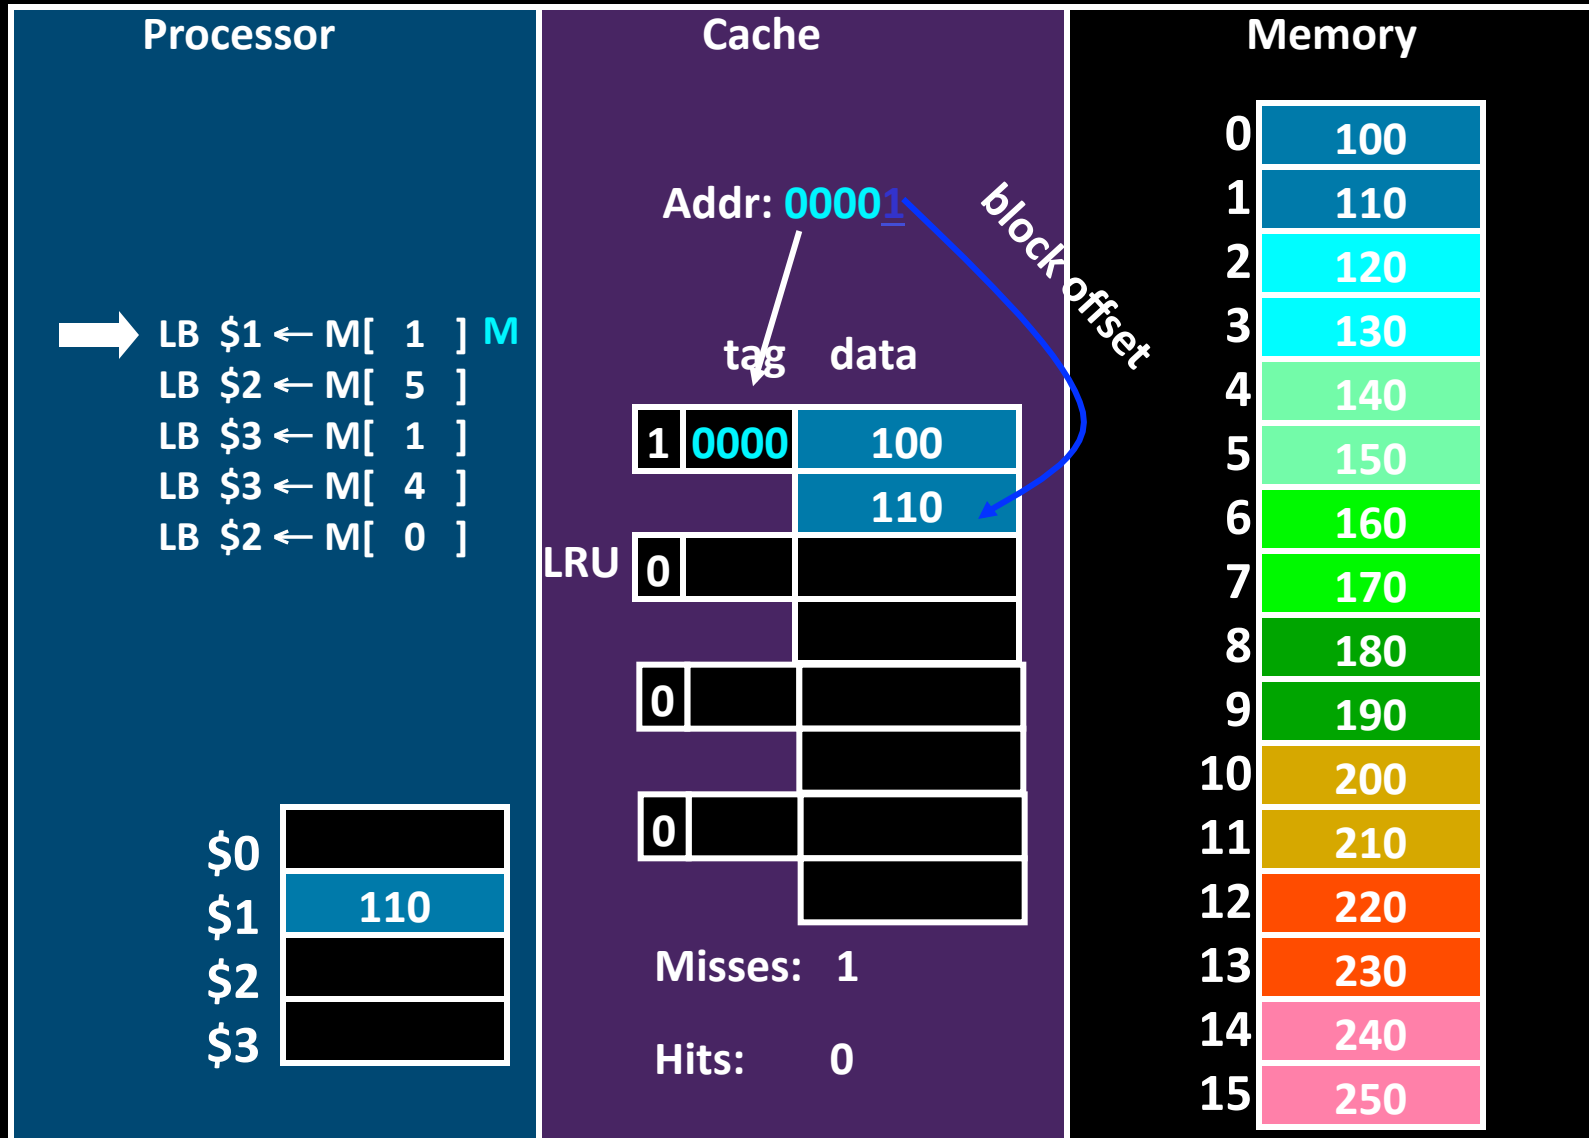 Processor
LB $1 ← M[ 1 ] M
LB $2 ← M[ 5 ]
LB $3 ← M[ 1 ]
LB $3 ← M[ 4 ]
LB $2 ← M[ 0 ]
$0
$1 110
$2
$3
Cache
Addr: 00001
block offset
tag data
1 0000 100
110
LRU 0
0
0
Misses: 1
Hits: 0
Memory
0 100
1 110
2 120
3 130
4 140
5 150
6 160
7 170
8 180
9 190
10 200
11 210
12 220
13 230
14 240
15 250